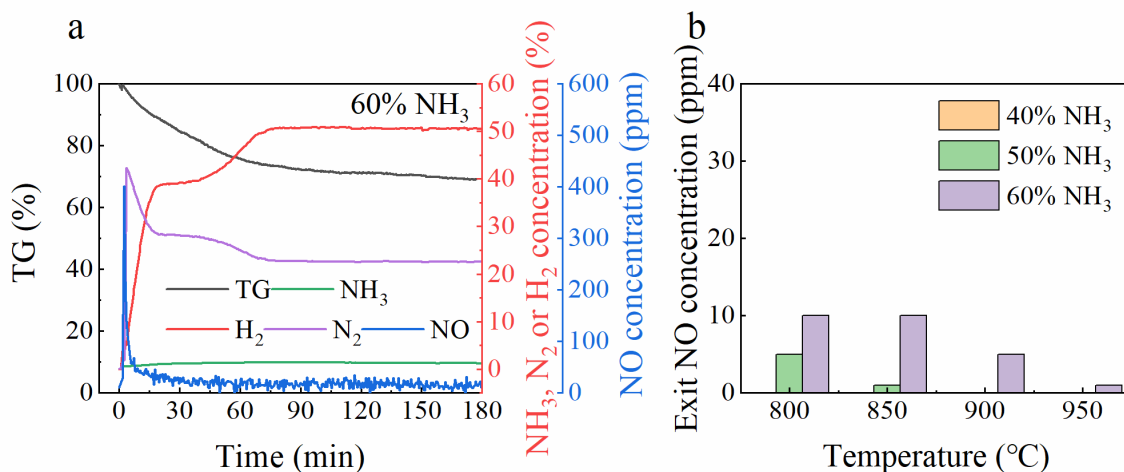 a
60% NH₃
TG (%)
100
80
60
40
20
0
TG
NH₃
H₂
N₂
NO
0
30
60
90
120
150
180
Time (min)
60
50
40
30
20
10
0
NH₃, N₂ or H₂ concentration (%)
600
500
400
300
200
100
0
NO concentration (ppm)
b
Exit NO concentration (ppm)
40
30
20
10
0
40% NH₃
50% NH₃
60% NH₃
800
850
900
950
Temperature (°C)